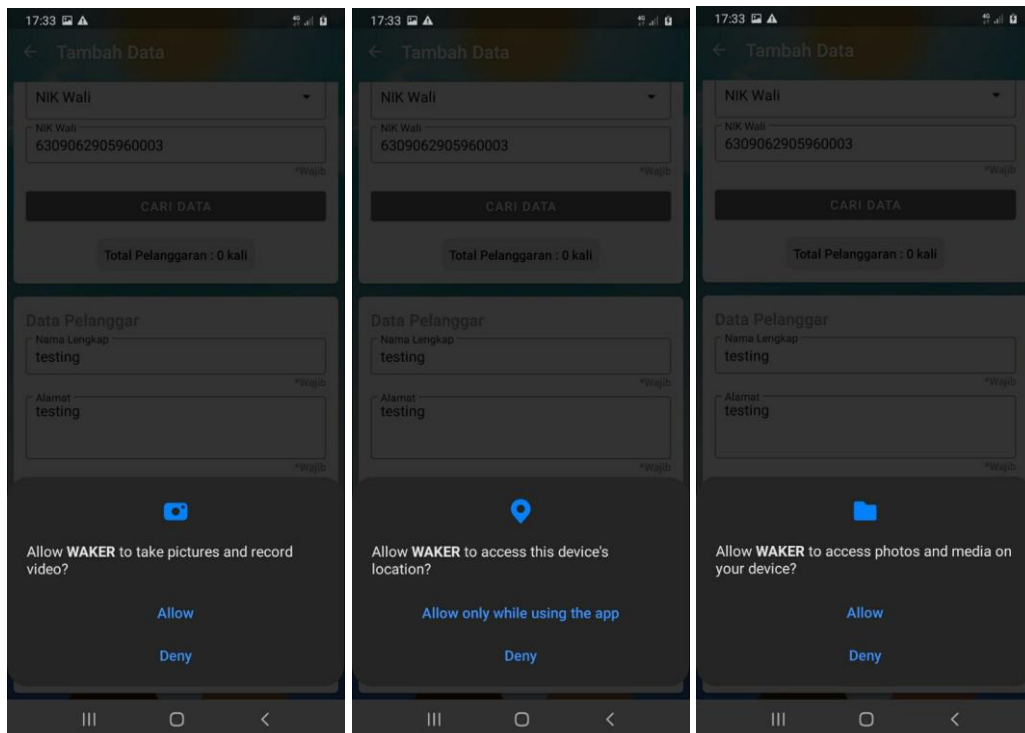 17:33
Tambah Data
NIK Wali
NIK Wali
6309062905960003
*Wajib
CARI DATA
Total Pelanggaran : 0 kali
Data Pelanggar
Nama Lengkap
testing
*Wajib
Alamat
testing
*Wajib
Allow WAKER to take pictures and record
video?
Allow
Deny
17:33
Tambah Data
NIK Wali
NIK Wali
6309062905960003
*Wajib
CARI DATA
Total Pelanggaran : 0 kali
Data Pelanggar
Nama Lengkap
testing
*Wajib
Alamat
testing
*Wajib
Allow WAKER to access this device's
location?
Allow only while using the app
Deny
17:33
Tambah Data
NIK Wali
NIK Wali
6309062905960003
*Wajib
CARI DATA
Total Pelanggaran : 0 kali
Data Pelanggar
Nama Lengkap
testing
*Wajib
Alamat
testing
*Wajib
Allow WAKER to access photos and media on
your device?
Allow
Deny